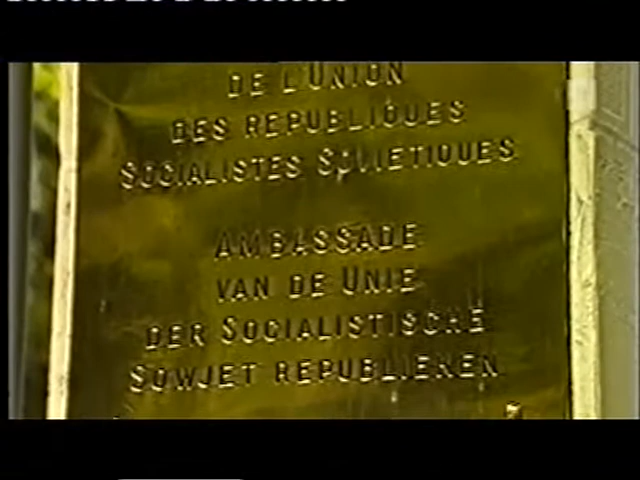 DE L'UNION
DES REPUBLIQUES
SOCIALISTES SOVIETIQUES
AMBASSADE
VAN DE UNIE
DER SOCIALISTISCHE
SOWJET REPUBLIEKEN